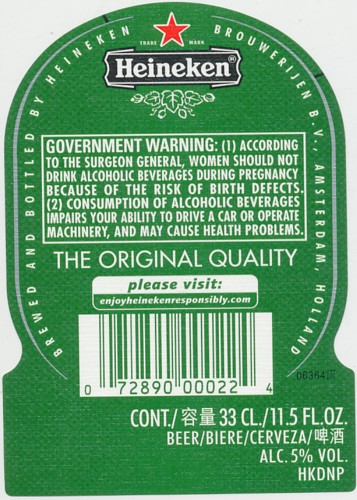 BREWED AND BOTTLED BY HEINEKEN BROUWERIJEN B.V., AMSTERDAM, HOLLAND
TRADE MARK
Heineken®
GOVERNMENT WARNING: (1) ACCORDING
TO THE SURGEON GENERAL, WOMEN SHOULD NOT
DRINK ALCOHOLIC BEVERAGES DURING PREGNANCY
BECAUSE OF THE RISK OF BIRTH DEFECTS.
(2) CONSUMPTION OF ALCOHOLIC BEVERAGES
IMPAIRS YOUR ABILITY TO DRIVE A CAR OR OPERATE
MACHINERY, AND MAY CAUSE HEALTH PROBLEMS.
THE ORIGINAL QUALITY
please visit:
enjoyheinekenresponsibly.com
0 72890 00022 4
CONT./容量 33 CL./11.5 FL.OZ.
BEER/BIERE/CERVEZA/啤酒
ALC. 5% VOL.
HKDNP